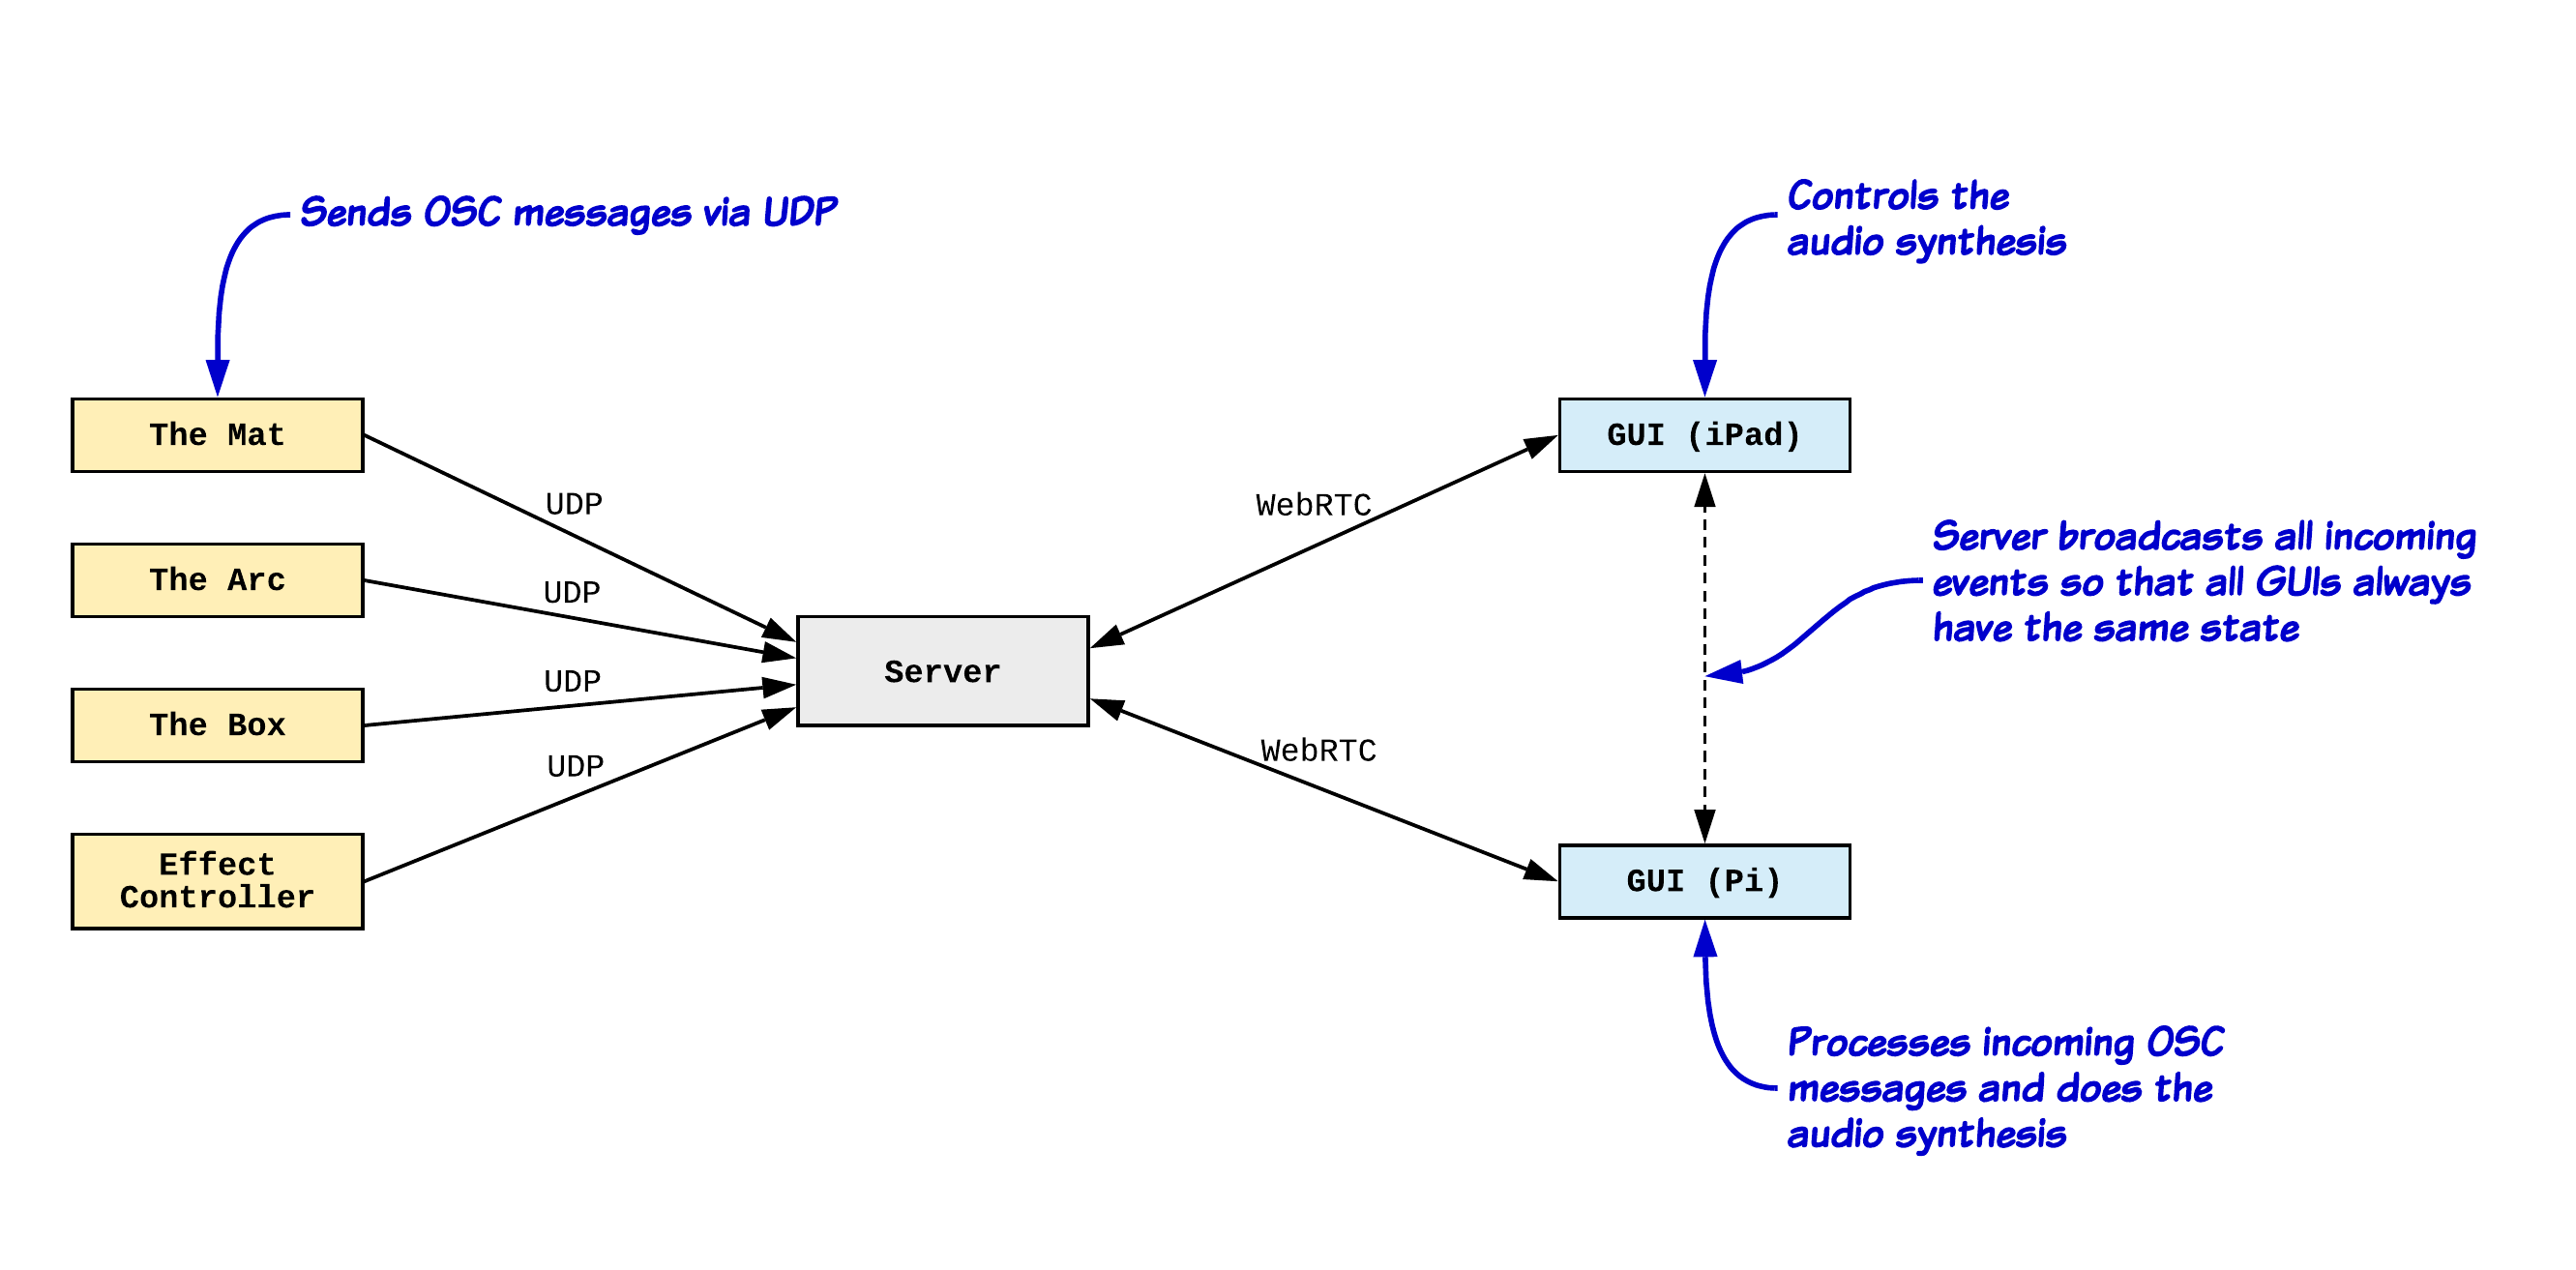 Sends OSC messages via UDP
Controls the
audio synthesis
The Mat
GUI (iPad)
UDP
WebRTC
The Arc
UDP
Server broadcasts all incoming
events so that all GUIs always
have the same state
Server
The Box
UDP
UDP
WebRTC
Effect
Controller
GUI (Pi)
Processes incoming OSC
messages and does the
audio synthesis